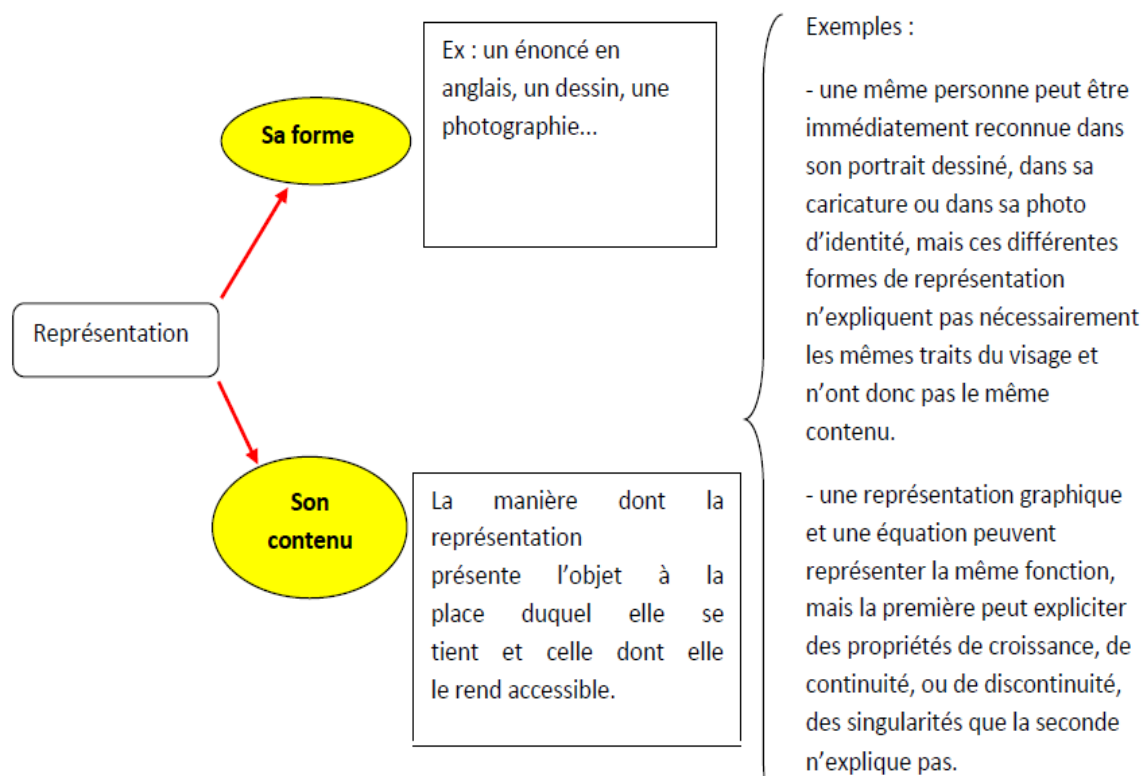 Représentation
Sa forme
Ex : un énoncé en
anglais, un dessin, une
photographie…
Son
contenu
La manière dont la
représentation
présente l’objet à la
place duquel elle se
tient et celle dont elle
le rend accessible.
Exemples :
- une même personne peut être
immédiatement reconnue dans
son portrait dessiné, dans sa
caricature ou dans sa photo
d’identité, mais ces différentes
formes de représentation
n’expliquent pas nécessairement
les mêmes traits du visage et
n’ont donc pas le même
contenu.
- une représentation graphique
et une équation peuvent
représenter la même fonction,
mais la première peut expliciter
des propriétés de croissance, de
continuité, ou de discontinuité,
des singularités que la seconde
n’explique pas.